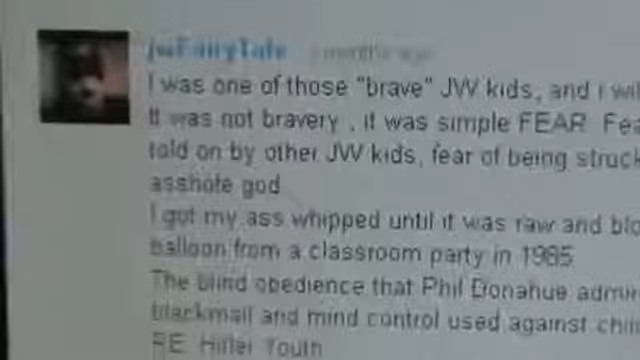 jwFairyTale 2 months ago
I was one of those "brave" JW kids, and I wil
It was not bravery , it was simple FEAR. Fea
told on by other JW kids, fear of being struck
asshole god
I got my ass whipped until it was raw and blo
balloon from a classroom party in 1985
The blind obedience that Phil Donahue admi
blackmail and mind control used against chil
RE: Hitler Youth